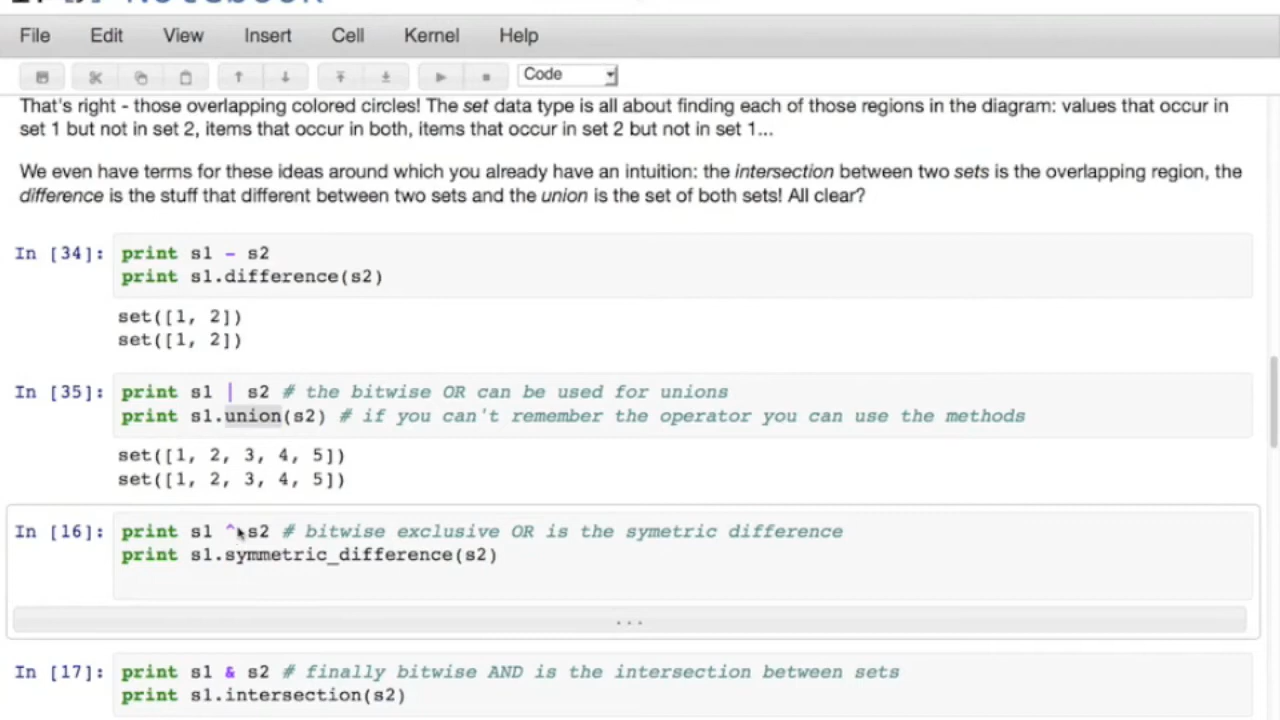 File Edit View Insert Cell Kernel Help
Code
That's right - those overlapping colored circles! The set data type is all about finding each of those regions in the diagram: values that occur in
set 1 but not in set 2, items that occur in both, items that occur in set 2 but not in set 1...
We even have terms for these ideas around which you already have an intuition: the intersection between two sets is the overlapping region, the
difference is the stuff that different between two sets and the union is the set of both sets! All clear?
In [34]: print s1 - s2
print s1.difference(s2)
set([1, 2])
set([1, 2])
In [35]: print s1 | s2 # the bitwise OR can be used for unions
print s1.union(s2) # if you can't remember the operator you can use the methods
set([1, 2, 3, 4, 5])
set([1, 2, 3, 4, 5])
In [16]: print s1 ^ s2 # bitwise exclusive OR is the symetric difference
print s1.symmetric_difference(s2)
...
In [17]: print s1 & s2 # finally bitwise AND is the intersection between sets
print s1.intersection(s2)